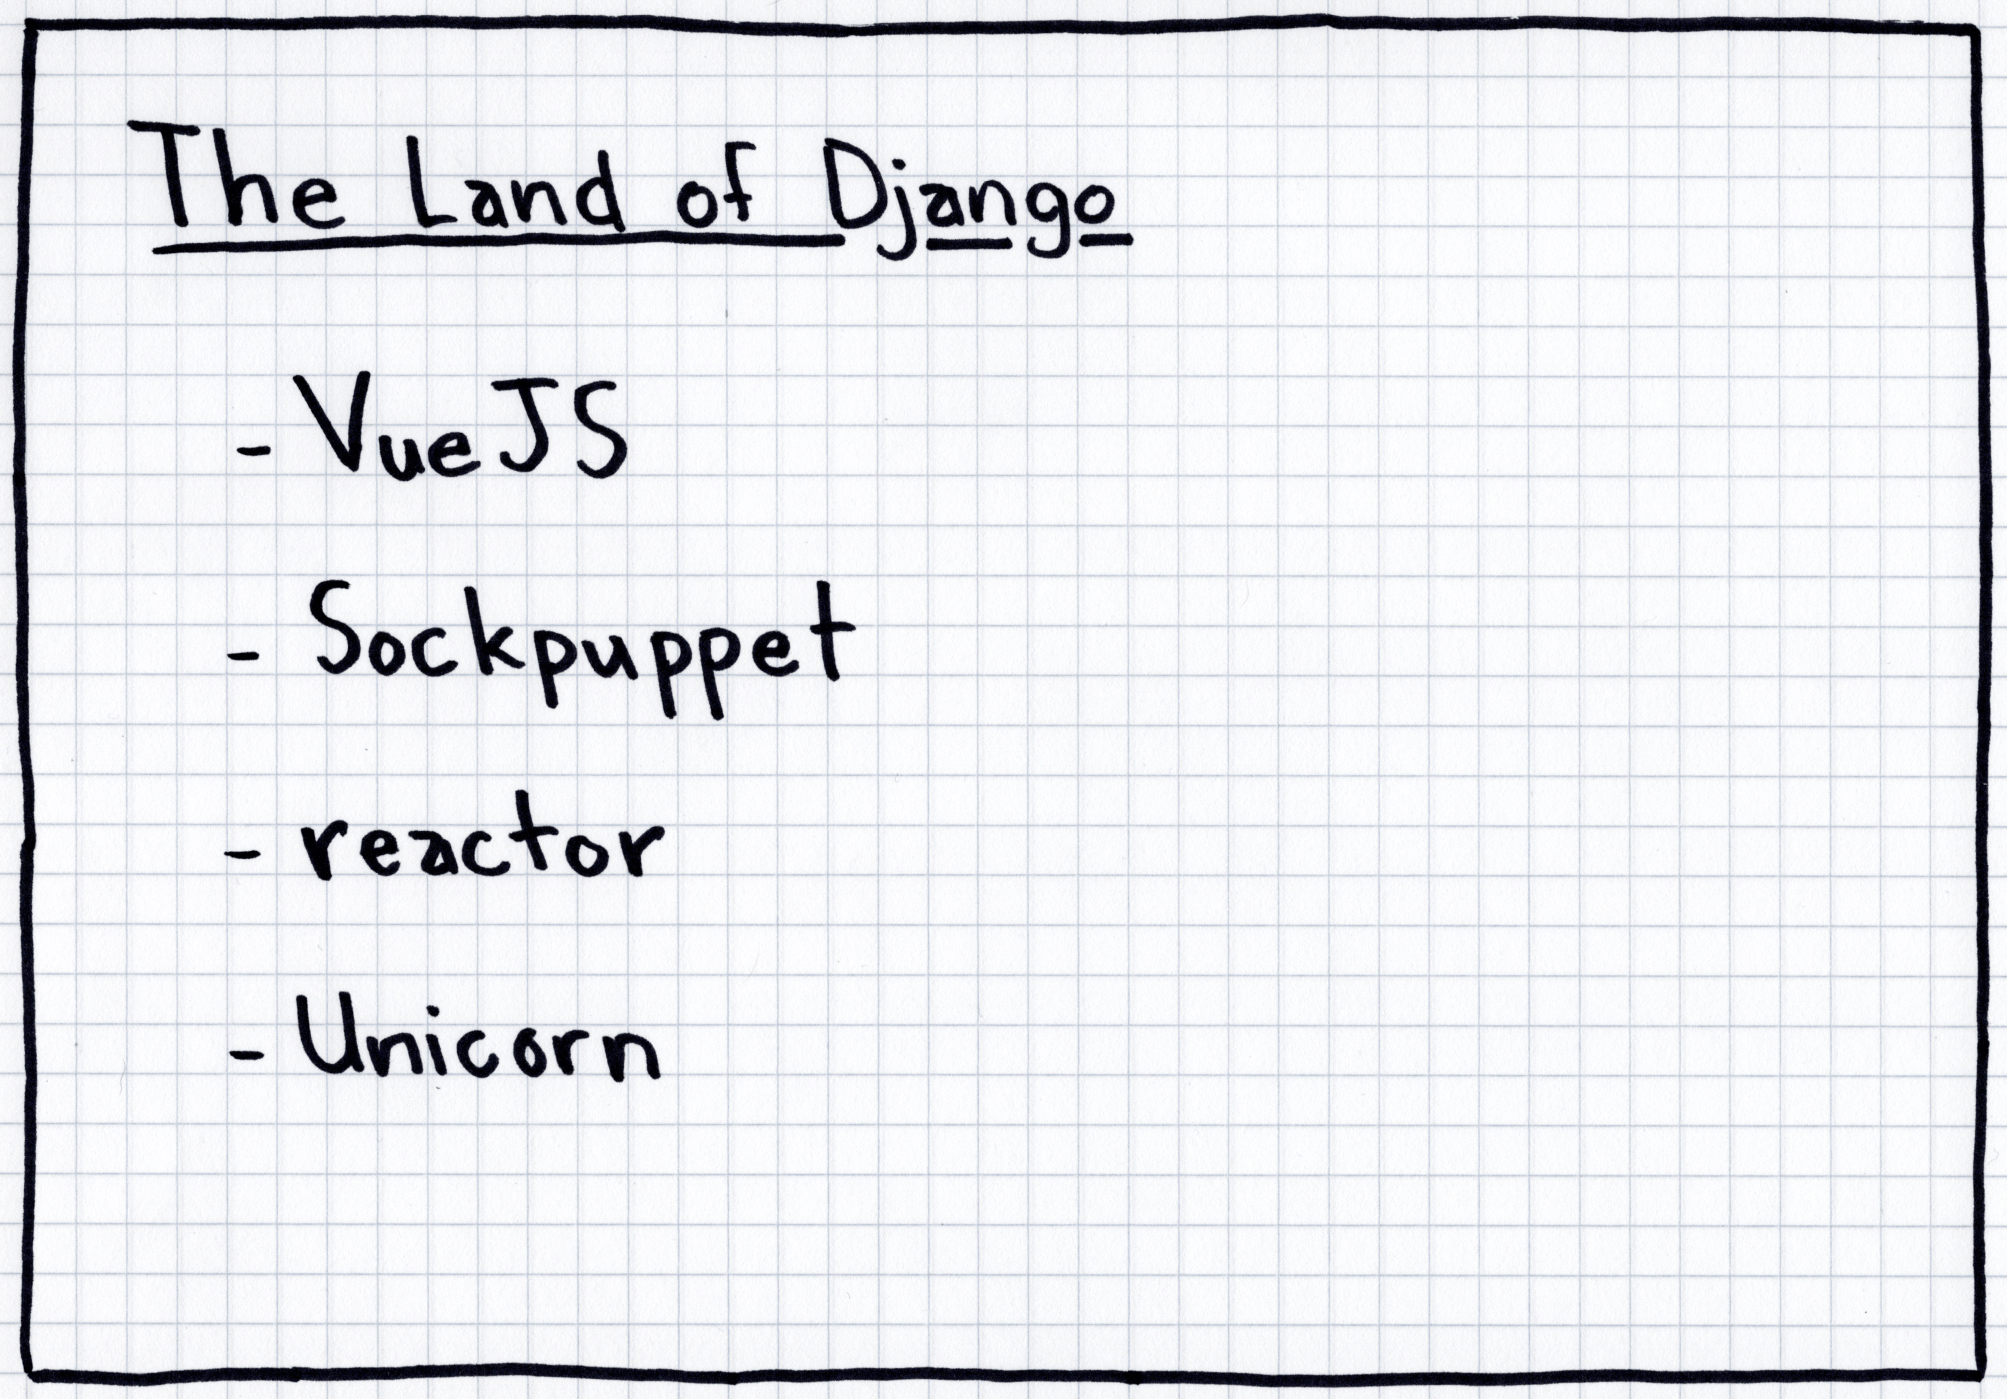 The Land of Django
- VueJS
- Sockpuppet
- reactor
- Unicorn